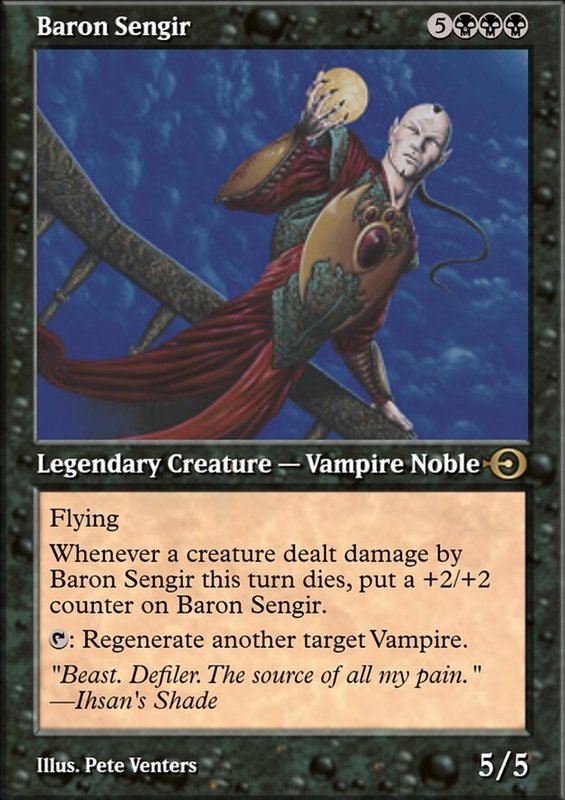 Baron Sengir 5
Legendary Creature — Vampire Noble
Flying
Whenever a creature dealt damage by
Baron Sengir this turn dies, put a +2/+2
counter on Baron Sengir.
: Regenerate another target Vampire.
"Beast. Defiler. The source of all my pain."
—Ihsan's Shade
Illus. Pete Venters 5/5